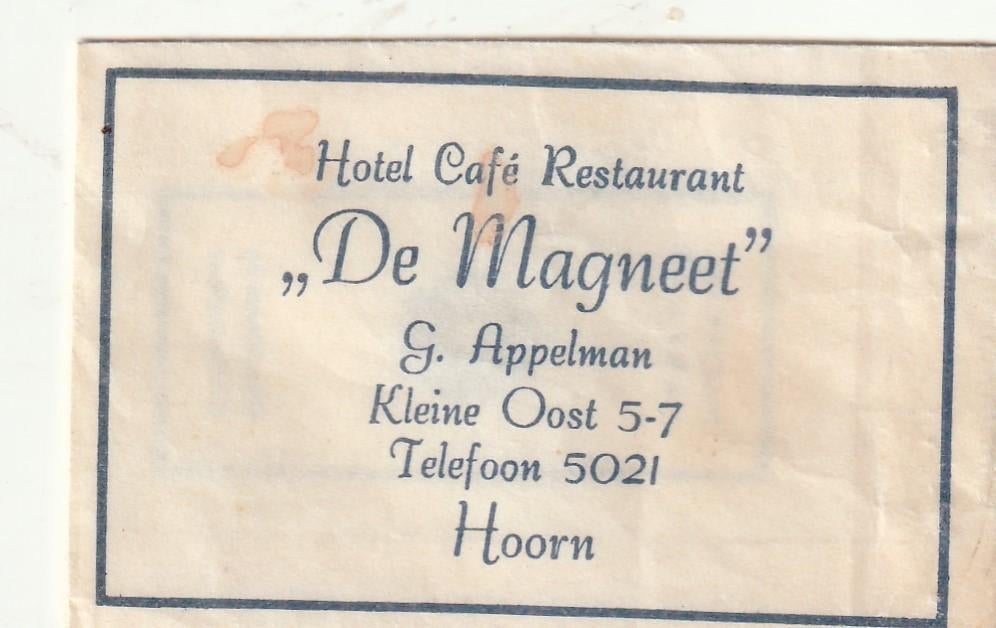 Hotel Café Restaurant
„De Magneet”
G. Appelman
Kleine Oost 5-7
Telefoon 5021
Hoorn